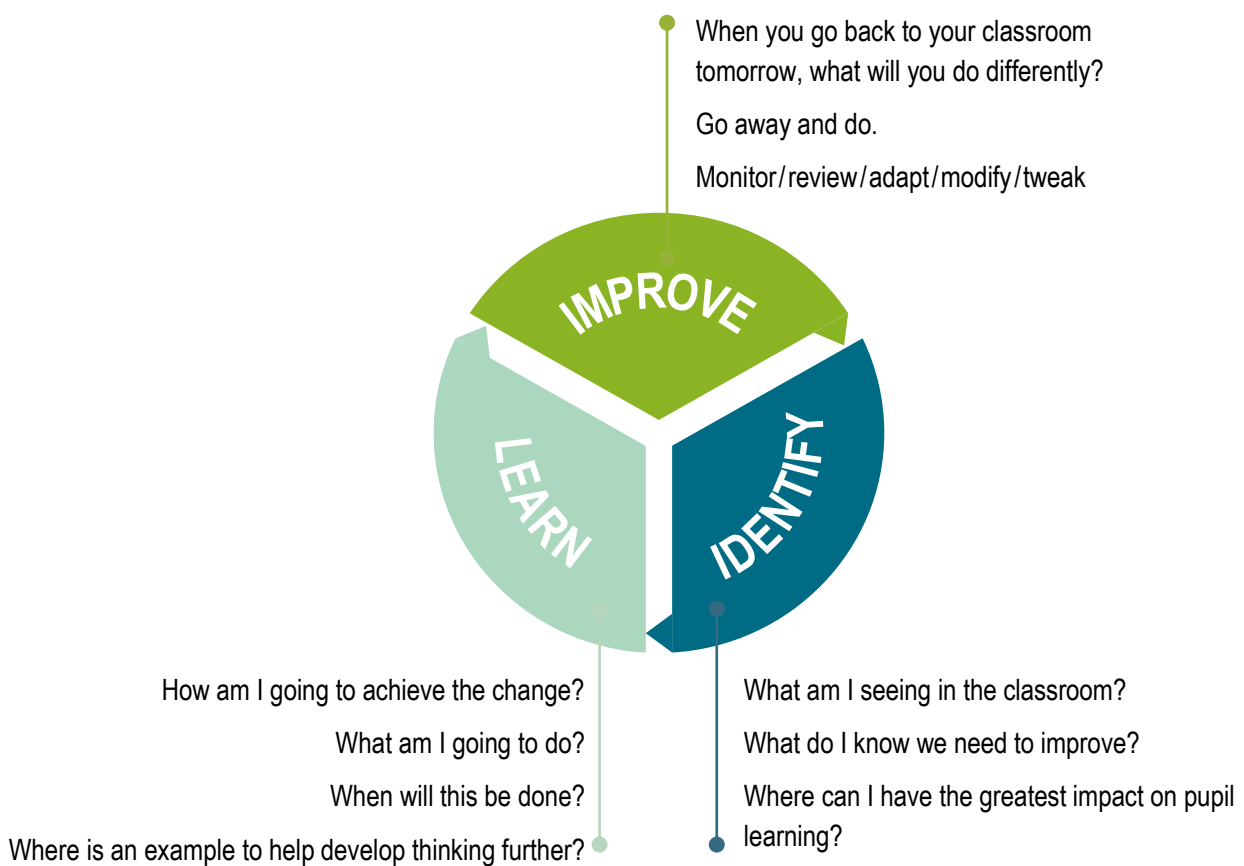 When you go back to your classroom
tomorrow, what will you do differently?
Go away and do.
Monitor/review/adapt/modify/tweak
IMPROVE
LEARN
IDENTIFY
How am I going to achieve the change?
What am I going to do?
When will this be done?
Where is an example to help develop thinking further?
What am I seeing in the classroom?
What do I know we need to improve?
Where can I have the greatest impact on pupil
learning?